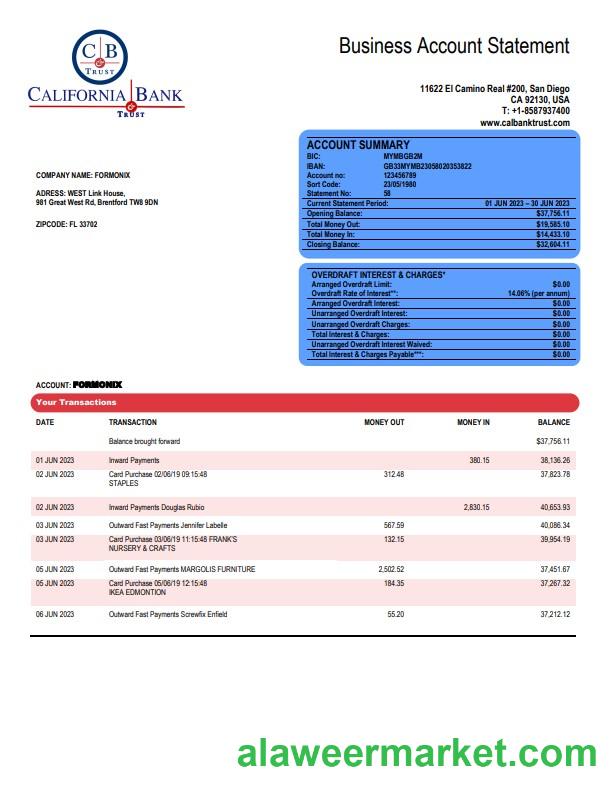 C B
& 
TRUST
CALIFORNIA BANK
&
TRUST
Business Account Statement
11622 El Camino Real #200, San Diego
CA 92130, USA
T: +1-8587937400
www.calbanktrust.com
COMPANY NAME: FORMONIX
ADRESS: WEST Link House,
981 Great West Rd, Brentford TW8 9DN
ZIPCODE: FL 33702
ACCOUNT SUMMARY
BIC: MYMBGB2M
IBAN: GB33MYMB23058020353822
Account no: 123456789
Sort Code: 23/05/1980
Statement No: 58
Current Statement Period: 01 JUN 2023 – 30 JUN 2023
Opening Balance: $37,756.11
Total Money Out: $19,585.10
Total Money In: $14,433.10
Closing Balance: $32,604.11
OVERDRAFT INTEREST & CHARGES*
Arranged Overdraft Limit: $0.00
Overdraft Rate of Interest**: 14.06% (per annum)
Arranged Overdraft Interest: $0.00
Unarranged Overdraft Interest: $0.00
Unarranged Overdraft Charges: $0.00
Total Interest & Charges: $0.00
Unarranged Overdraft Interest Waived: $0.00
Total Interest & Charges Payable***: $0.00
ACCOUNT: FORMONIX
Your Transactions
DATE TRANSACTION MONEY OUT MONEY IN BALANCE
Balance brought forward $37,756.11
01 JUN 2023 Inward Payments 380.15 38,136.26
02 JUN 2023 Card Purchase 02/06/19 09:15:48 312.48 37,823.78
STAPLES
02 JUN 2023 Inward Payments Douglas Rubio 2,830.15 40,653.93
03 JUN 2023 Outward Fast Payments Jennifer Labelle 567.59 40,086.34
03 JUN 2023 Card Purchase 03/06/19 11:15:48 FRANK'S 132.15 39,954.19
NURSERY & CRAFTS
05 JUN 2023 Outward Fast Payments MARGOLIS FURNITURE 2,502.52 37,451.67
05 JUN 2023 Card Purchase 05/06/19 12:15:48 184.35 37,267.32
IKEA EDMONTION
06 JUN 2023 Outward Fast Payments Screwfix Enfield 55.20 37,212.12
alaweermarket.com